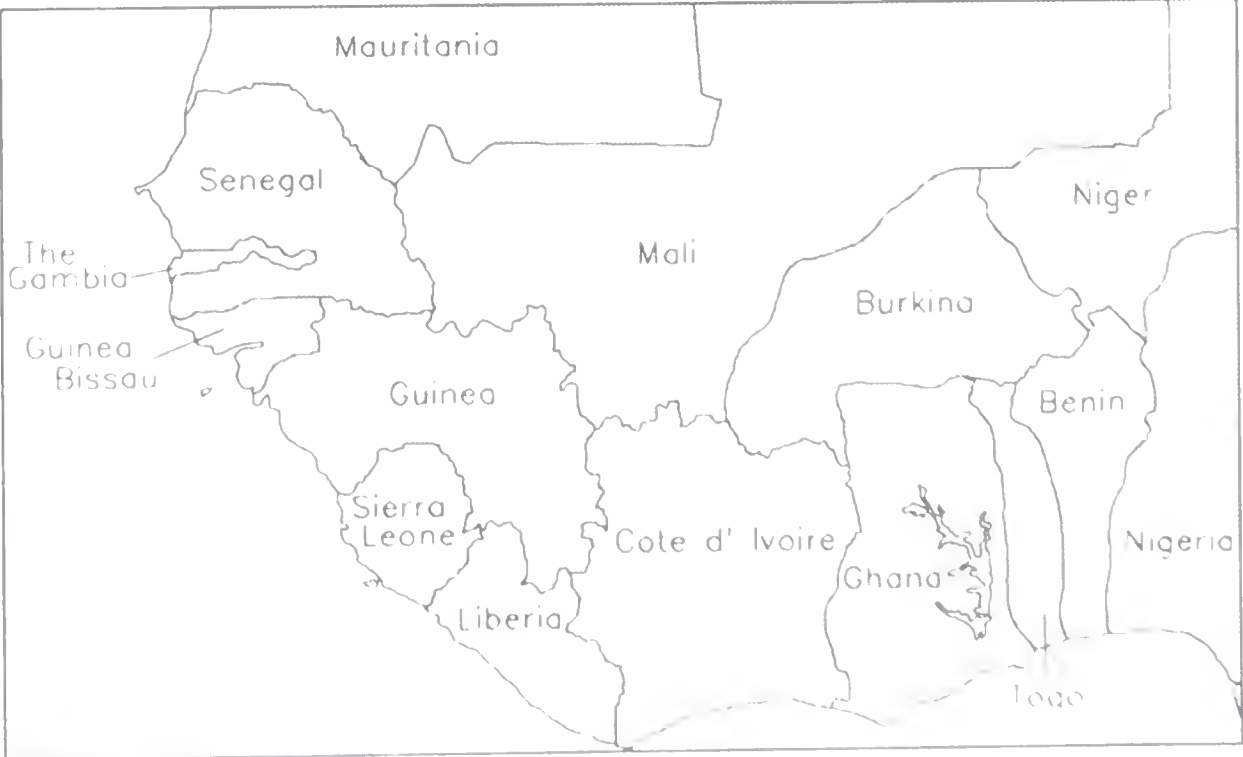 Mauritania
Senegal
Niger
The
Gambia
Mali
Burkina
Guinea
Bissau
Guinea
Benin
Sierra
Leone
Cote d' Ivoire
Nigeria
Ghana
Liberia
Togo